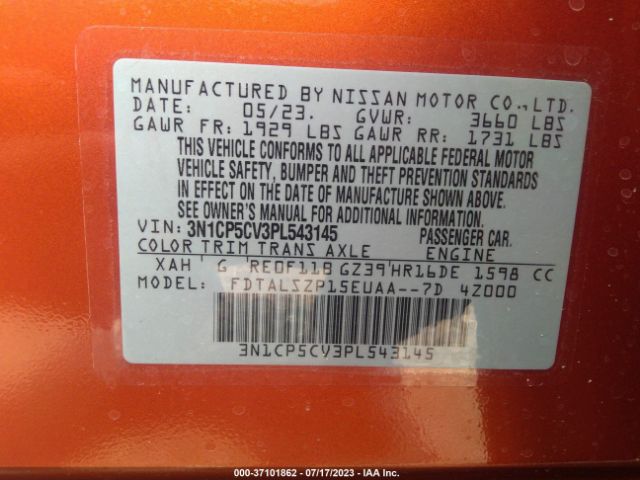 MANUFACTURED BY NISSAN MOTOR CO.,LTD.
DATE: 05/23. GVWR: 3660 LBS
GAWR FR: 1929 LBS GAWR RR: 1731 LBS
THIS VEHICLE CONFORMS TO ALL APPLICABLE FEDERAL MOTOR
VEHICLE SAFETY, BUMPER AND THEFT PREVENTION STANDARDS
IN EFFECT ON THE DATE OF MANUFACTURE SHOWN ABOVE.
SEE OWNER'S MANUAL FOR ADDITIONAL INFORMATION.
VIN: 3N1CP5CV3PL543145 PASSENGER CAR
COLOR TRIM TRANS AXLE ENGINE
XAH G RE0F11B GZ39 HR16DE 1598 CC
MODEL: FDTALSZP15EUAA--7D 4Z000
3N1CP5CV3PL543145
000-37101862 - 07/17/2023 - IAA Inc.